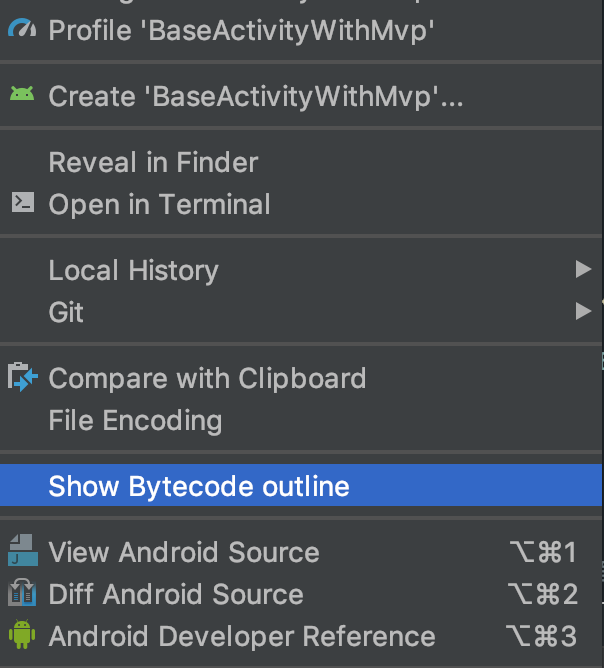 Profile 'BaseActivityWithMvp'
Create 'BaseActivityWithMvp'...
Reveal in Finder
Open in Terminal
Local History
Git
Compare with Clipboard
File Encoding
Show Bytecode outline
View Android Source ⌥⌘1
Diff Android Source ⌥⌘2
Android Developer Reference ⌥⌘3